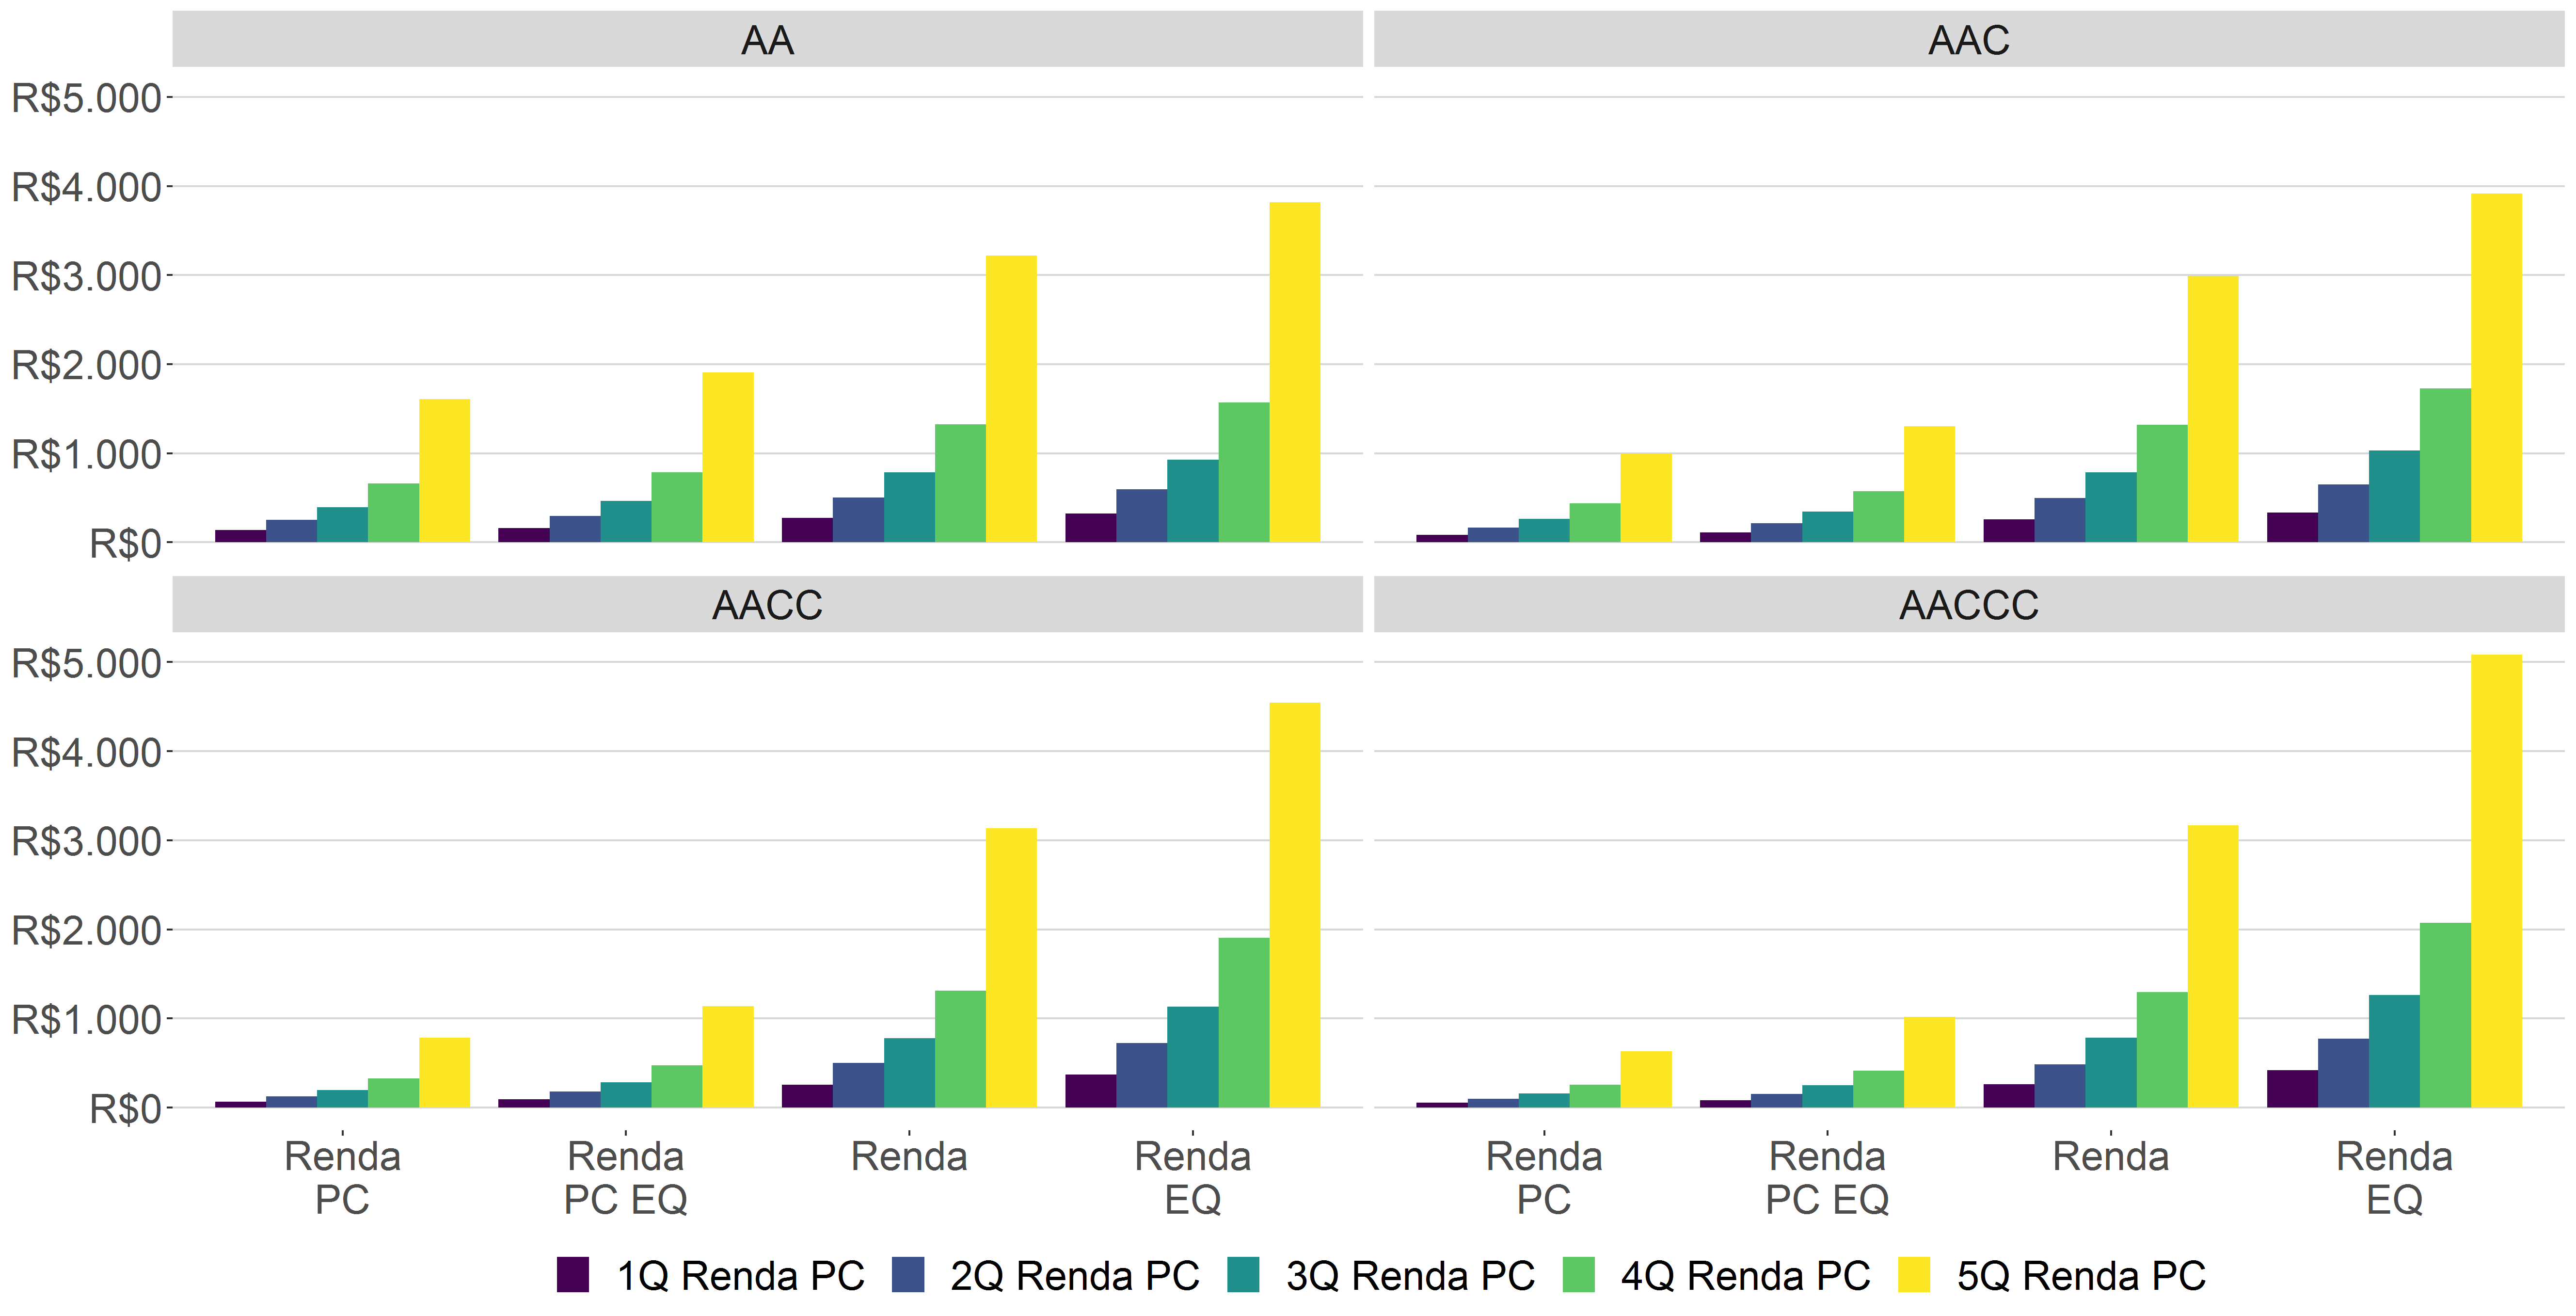 AA
AAC
R$5.000
R$4.000
R$3.000
R$2.000
R$1.000
R$0
AACC
AACCC
R$5.000
R$4.000
R$3.000
R$2.000
R$1.000
R$0
Renda
PC
Renda
PC EQ
Renda
Renda
EQ
Renda
PC
Renda
PC EQ
Renda
Renda
EQ
1Q Renda PC
2Q Renda PC
3Q Renda PC
4Q Renda PC
5Q Renda PC